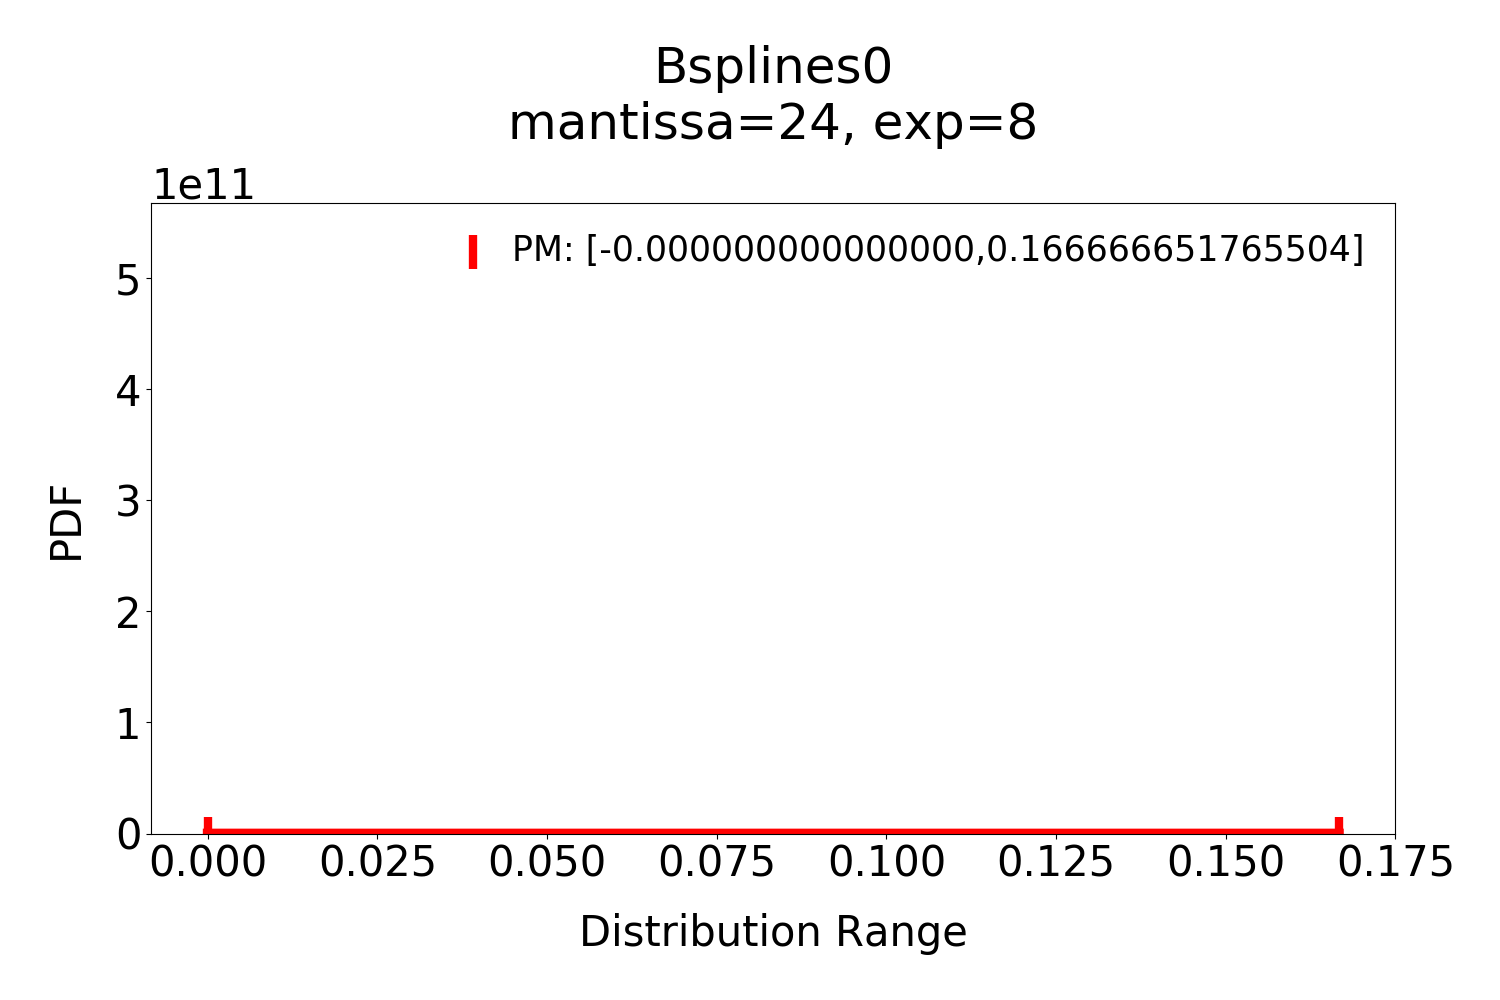 Bsplines0
mantissa=24, exp=8
1e11
PM: [-0.000000000000000,0.166666651765504]
5
4
3
2
1
0
PDF
0.000 0.025 0.050 0.075 0.100 0.125 0.150 0.175
Distribution Range